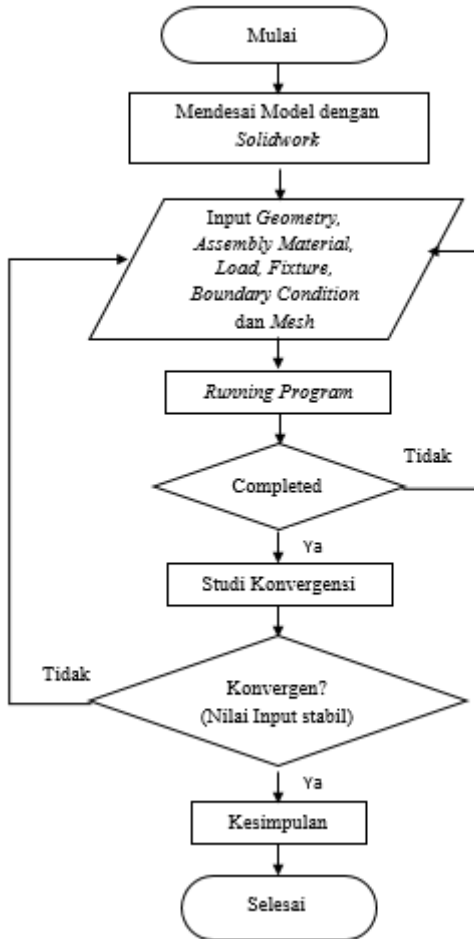 Mulai
Mendesai Model dengan
Solidwork
Input Geometry,
Assembly Material,
Load, Fixture,
Boundary Condition
dan Mesh
Running Program
Completed
Tidak
Ya
Studi Konvergensi
Tidak
Konvergen?
(Nilai Input stabil)
Ya
Kesimpulan
Selesai